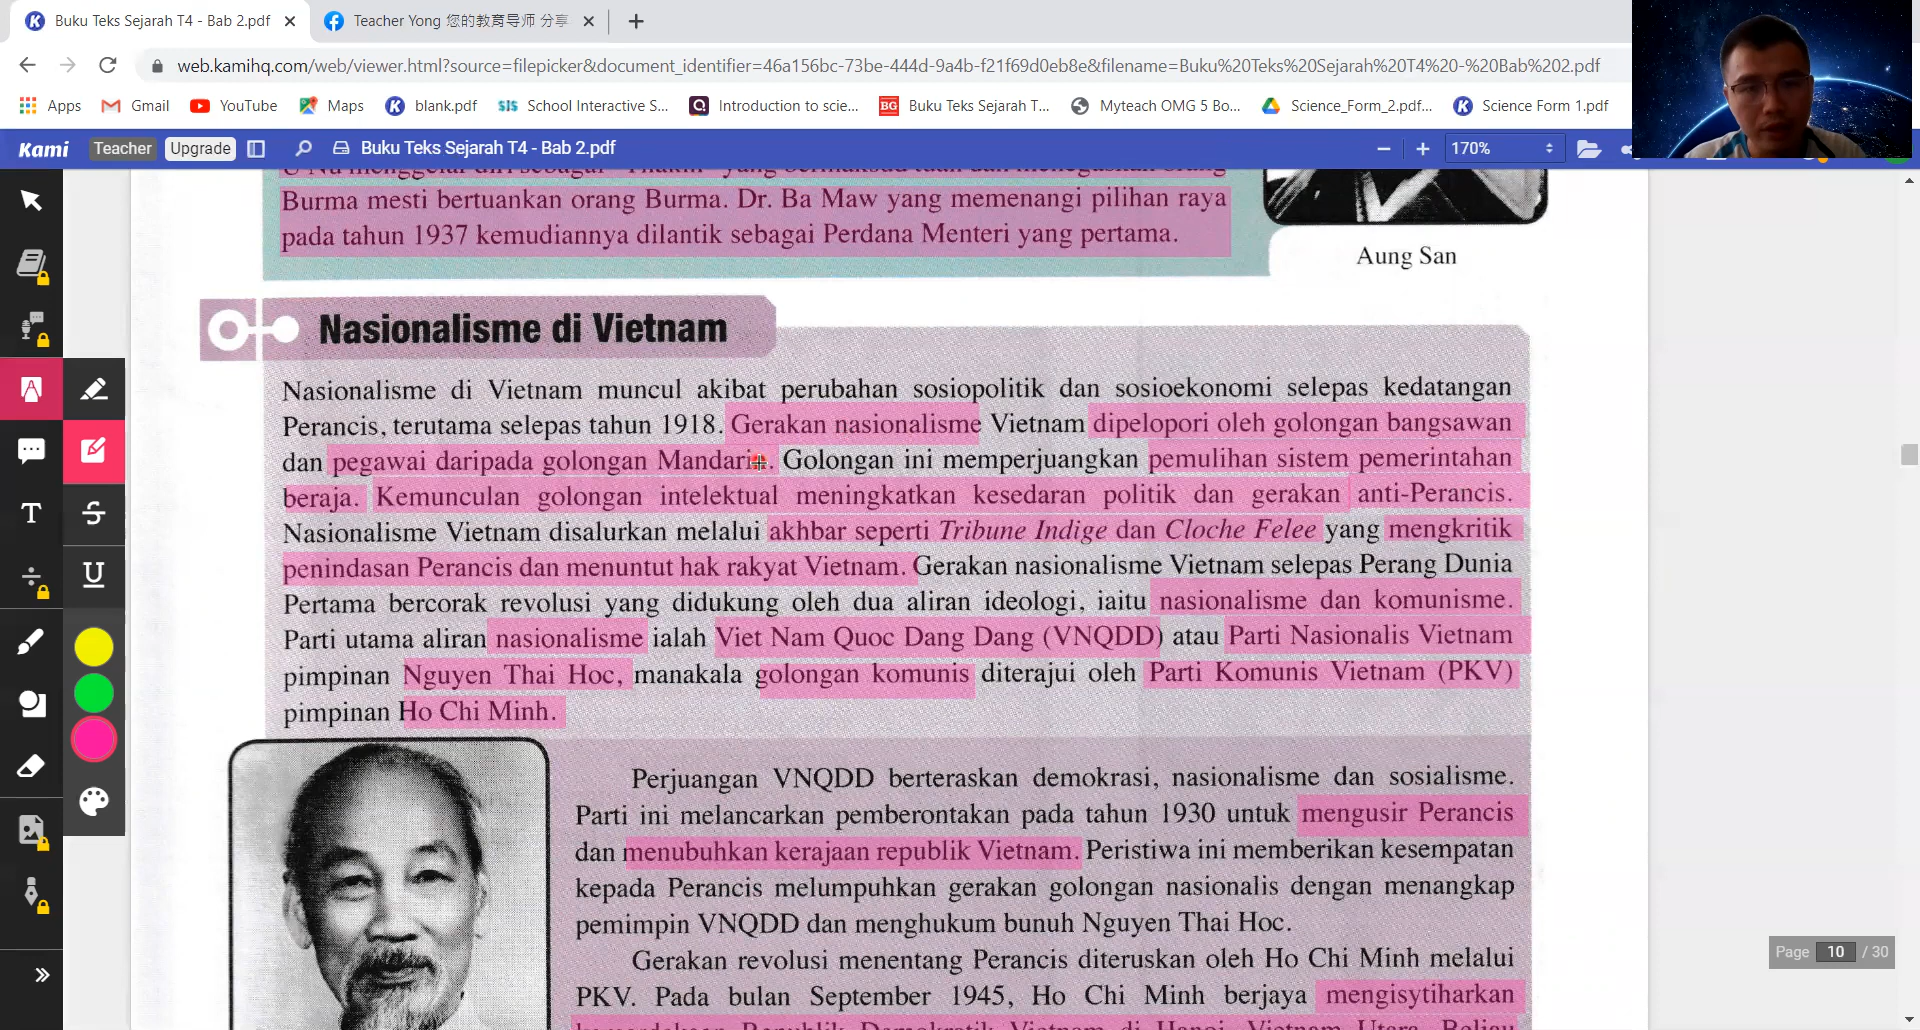 Buku Teks Sejarah T4 - Bab 2.pdf
Teacher Yong 您的教育导师 分享
web.kamihq.com/web/viewer.html?source=filepicker&document_identifier=46a156bc-73be-444d-9a4b-f21f69d0eb8e&filename=Buku%20Teks%20Sejarah%20T4%20-%20Bab%202.pdf
Apps Gmail YouTube Maps blank.pdf School Interactive S... Introduction to scie... Buku Teks Sejarah T... Myteach OMG 5 Bo... Science_Form_2.pdf... Science Form 1.pdf
Kami Teacher Upgrade Buku Teks Sejarah T4 - Bab 2.pdf 170%
Burma mesti bertuankan orang Burma. Dr. Ba Maw yang memenangi pilihan raya
pada tahun 1937 kemudiannya dilantik sebagai Perdana Menteri yang pertama.
Aung San
Nasionalisme di Vietnam
Nasionalisme di Vietnam muncul akibat perubahan sosiopolitik dan sosioekonomi selepas kedatangan
Perancis, terutama selepas tahun 1918. Gerakan nasionalisme Vietnam dipelopori oleh golongan bangsawan
dan pegawai daripada golongan Mandarin. Golongan ini memperjuangkan pemulihan sistem pemerintahan
beraja. Kemunculan golongan intelektual meningkatkan kesedaran politik dan gerakan anti-Perancis.
Nasionalisme Vietnam disalurkan melalui akhbar seperti Tribune Indige dan Cloche Felee yang mengkritik
penindasan Perancis dan menuntut hak rakyat Vietnam. Gerakan nasionalisme Vietnam selepas Perang Dunia
Pertama bercorak revolusi yang didukung oleh dua aliran ideologi, iaitu nasionalisme dan komunisme.
Parti utama aliran nasionalisme ialah Viet Nam Quoc Dang Dang (VNQDD) atau Parti Nasionalis Vietnam
pimpinan Nguyen Thai Hoc, manakala golongan komunis diterajui oleh Parti Komunis Vietnam (PKV)
pimpinan Ho Chi Minh.
Perjuangan VNQDD berteraskan demokrasi, nasionalisme dan sosialisme.
Parti ini melancarkan pemberontakan pada tahun 1930 untuk mengusir Perancis
dan menubuhkan kerajaan republik Vietnam. Peristiwa ini memberikan kesempatan
kepada Perancis melumpuhkan gerakan golongan nasionalis dengan menangkap
pemimpin VNQDD dan menghukum bunuh Nguyen Thai Hoc.
Gerakan revolusi menentang Perancis diteruskan oleh Ho Chi Minh melalui
PKV. Pada bulan September 1945, Ho Chi Minh berjaya mengisytiharkan
Page 10 / 30